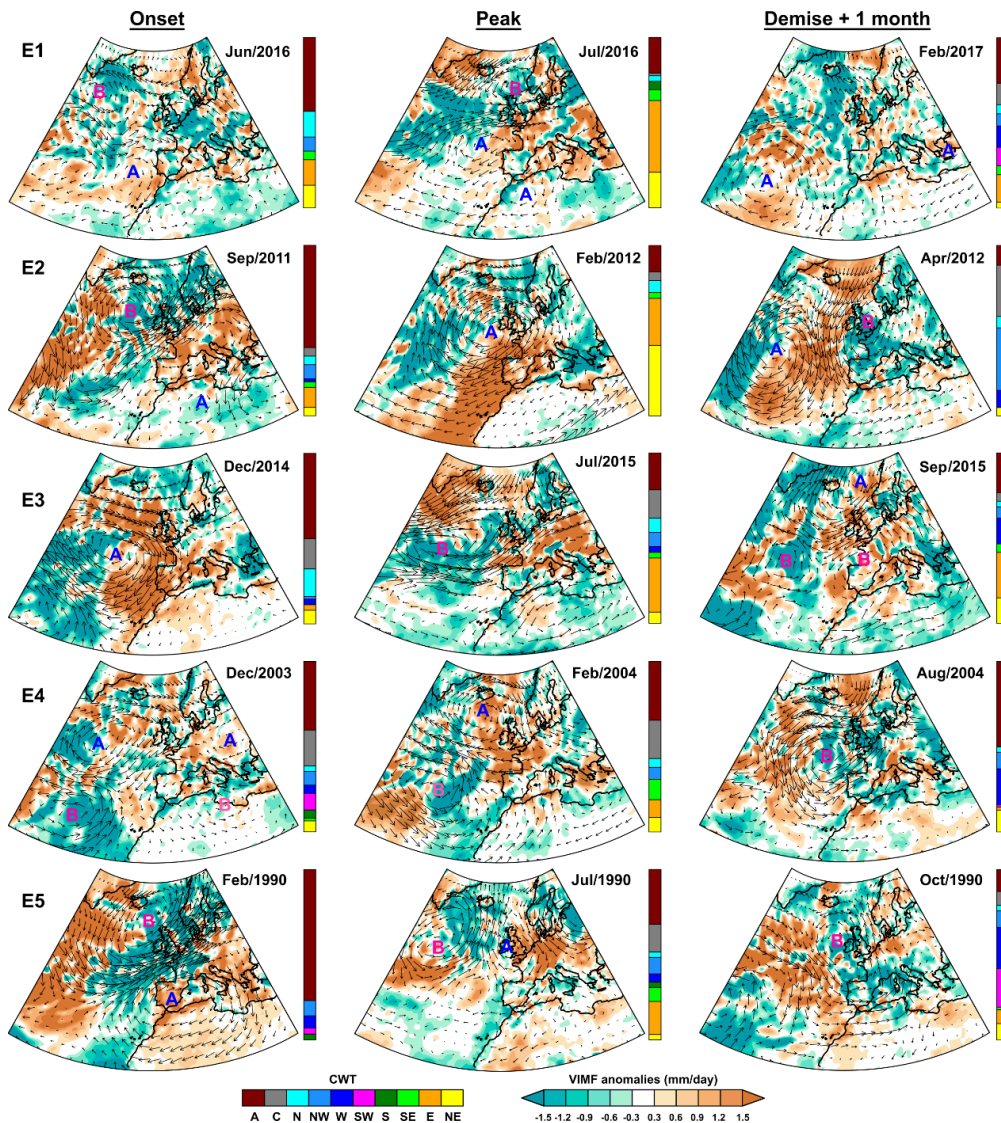 Onset Peak Demise + 1 month
E1 Jun/2016 Jul/2016 Feb/2017
B B
A A A A A
E2 Sep/2011 Feb/2012 Apr/2012
B A B
A A
E3 Dec/2014 Jul/2015 Sep/2015
A
A B B B
E4 Dec/2003 Feb/2004 Aug/2004
A A A B
B B B
E5 Feb/1990 Jul/1990 Oct/1990
B B A B
A
CWT VIMF anomalies (mm/day)
A C N NW W SW S SE E NE -1.5 -1.2 -0.9 -0.6 -0.3 0.3 0.6 0.9 1.2 1.5